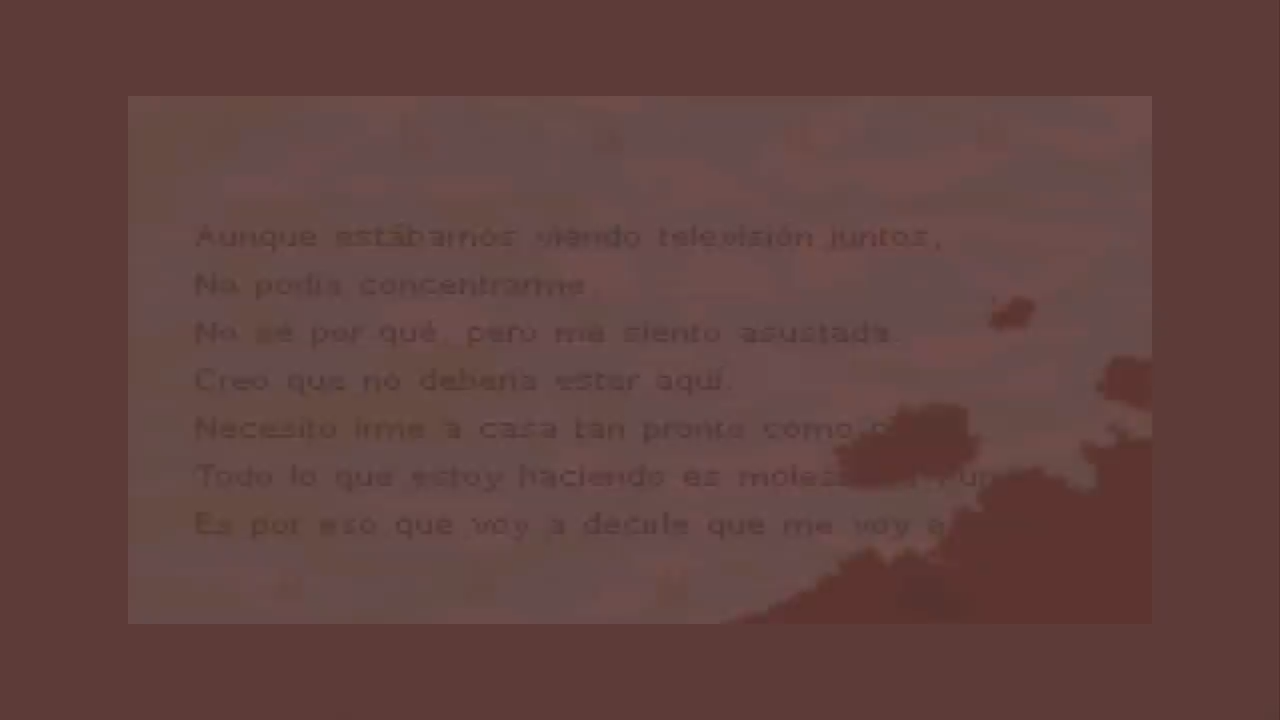 Aunque estábamos viendo televisión juntos,
No podía concentrarme.
No sé por qué, pero me siento asustada.
Creo que no debería estar aquí.
Necesito irme a casa tan pronto como
Todo lo que estoy haciendo es
Es por eso que voy a decirle que me voy a